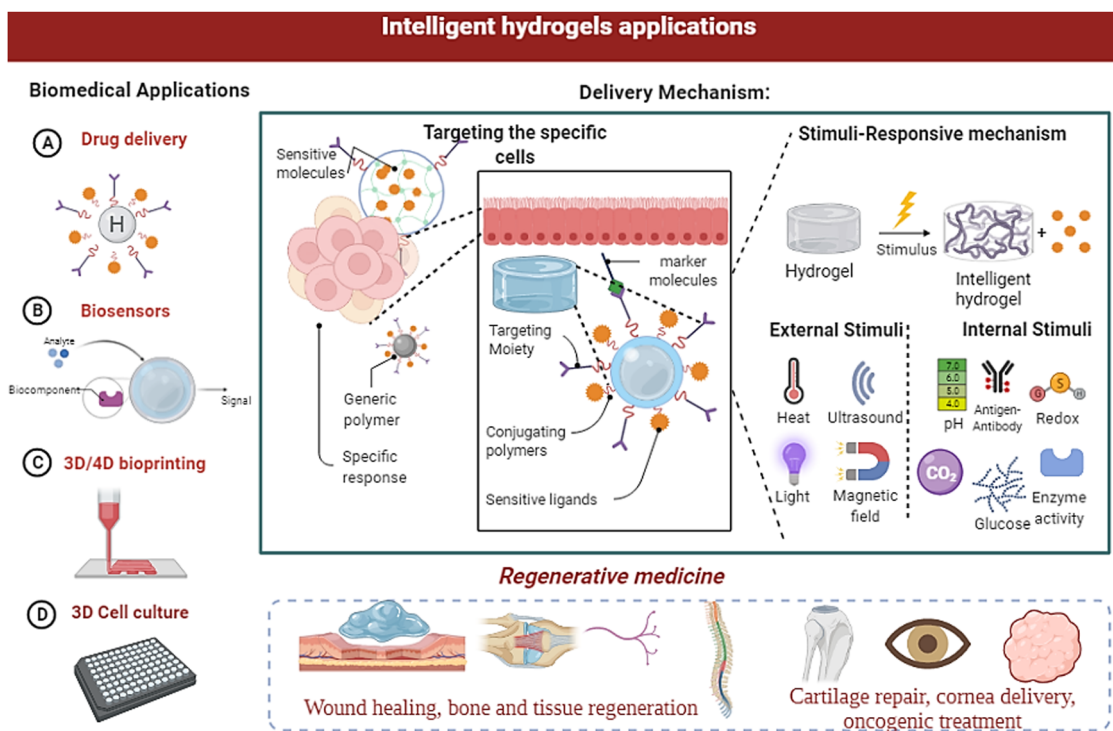 Intelligent hydrogels applications
Biomedical Applications
A
Drug delivery
H
B
Biosensors
Analyte
Biocomponent
Signal
C
3D/4D bioprinting
D
3D Cell culture
Delivery Mechanism:
Targeting the specific
cells
Sensitive
molecules
Generic
polymer
Specific
response
marker
molecules
Targeting
Moiety
Conjugating
polymers
Sensitive ligands
Stimuli-Responsive mechanism
Hydrogel
Stimulus
+
Intelligent
hydrogel
External Stimuli
Heat
Ultrasound
Light
Magnetic
field
Internal Stimuli
7.0
6.0
5.0
4.0
pH
Antigen-
Antibody
G
S
H
Redox
CO₂
Glucose
Enzyme
activity
Regenerative medicine
Wound healing, bone and tissue regeneration
Cartilage repair, cornea delivery,
oncogenic treatment